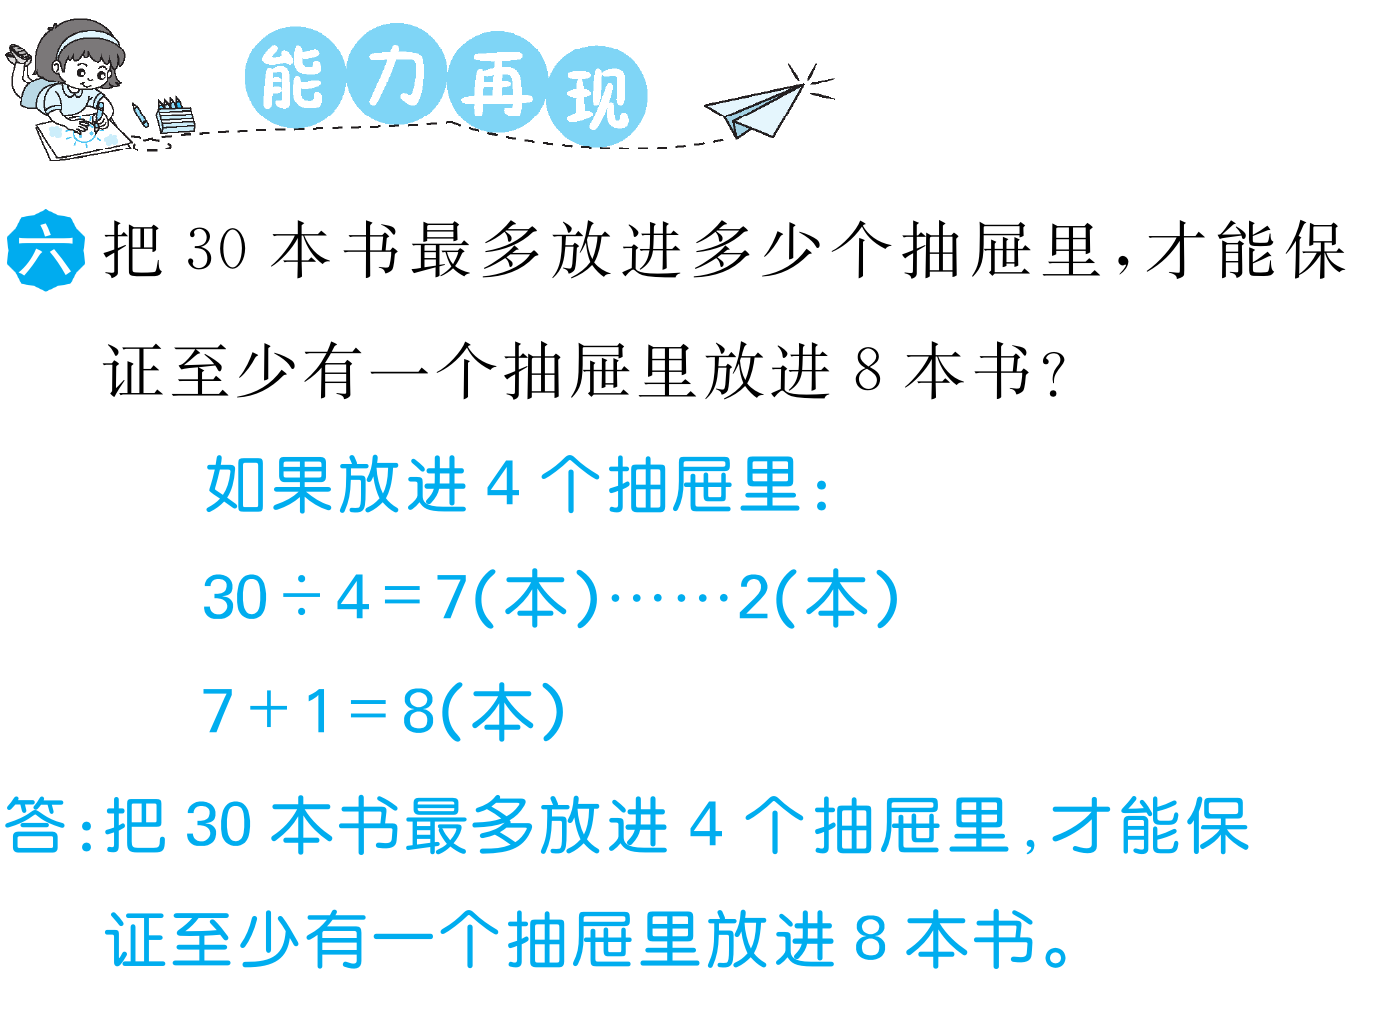 能力再现
六 把 30 本书最多放进多少个抽屉里,才能保
证至少有一个抽屉里放进 8 本书?
如果放进 4 个抽屉里:
30÷4=7(本)……2(本)
7+1=8(本)
答:把 30 本书最多放进 4 个抽屉里,才能保
证至少有一个抽屉里放进 8 本书。